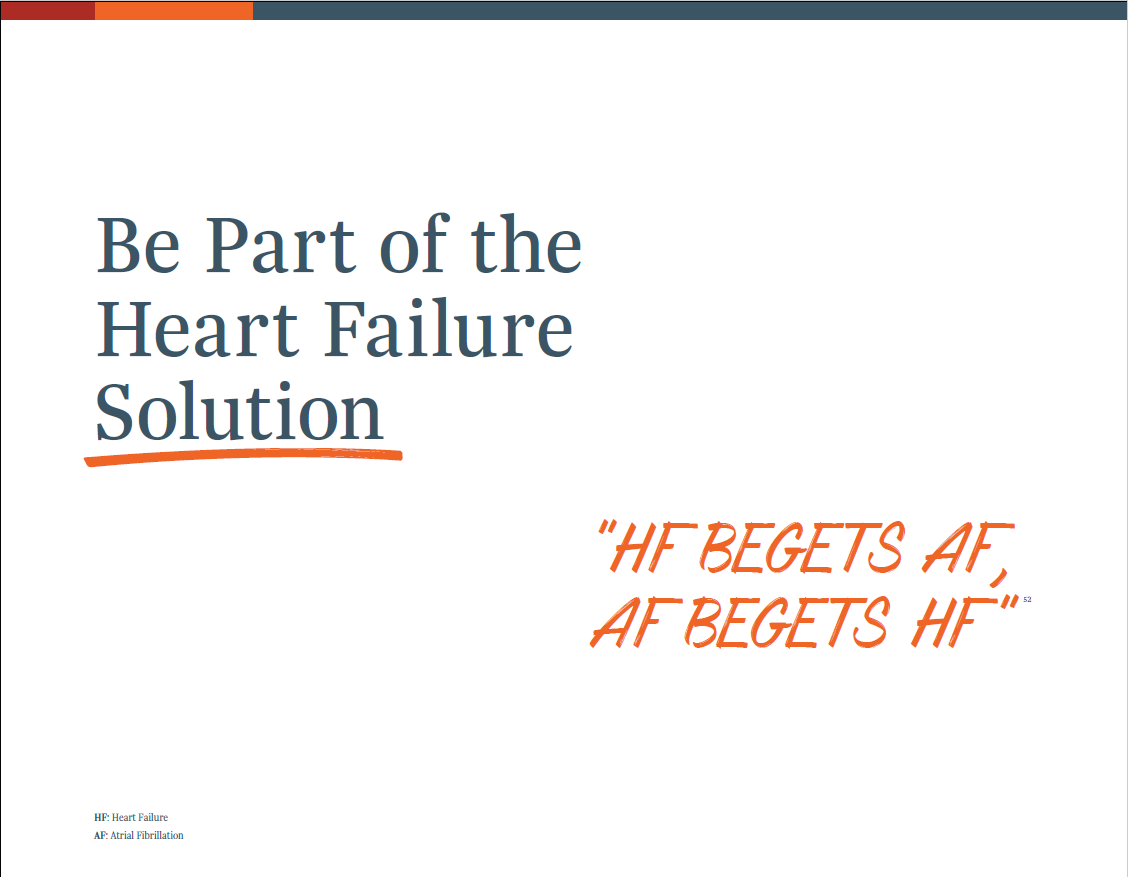 Be Part of the
Heart Failure
Solution
"HF BEGETS AF,
AF BEGETS HF" 52
HF: Heart Failure
AF: Atrial Fibrillation